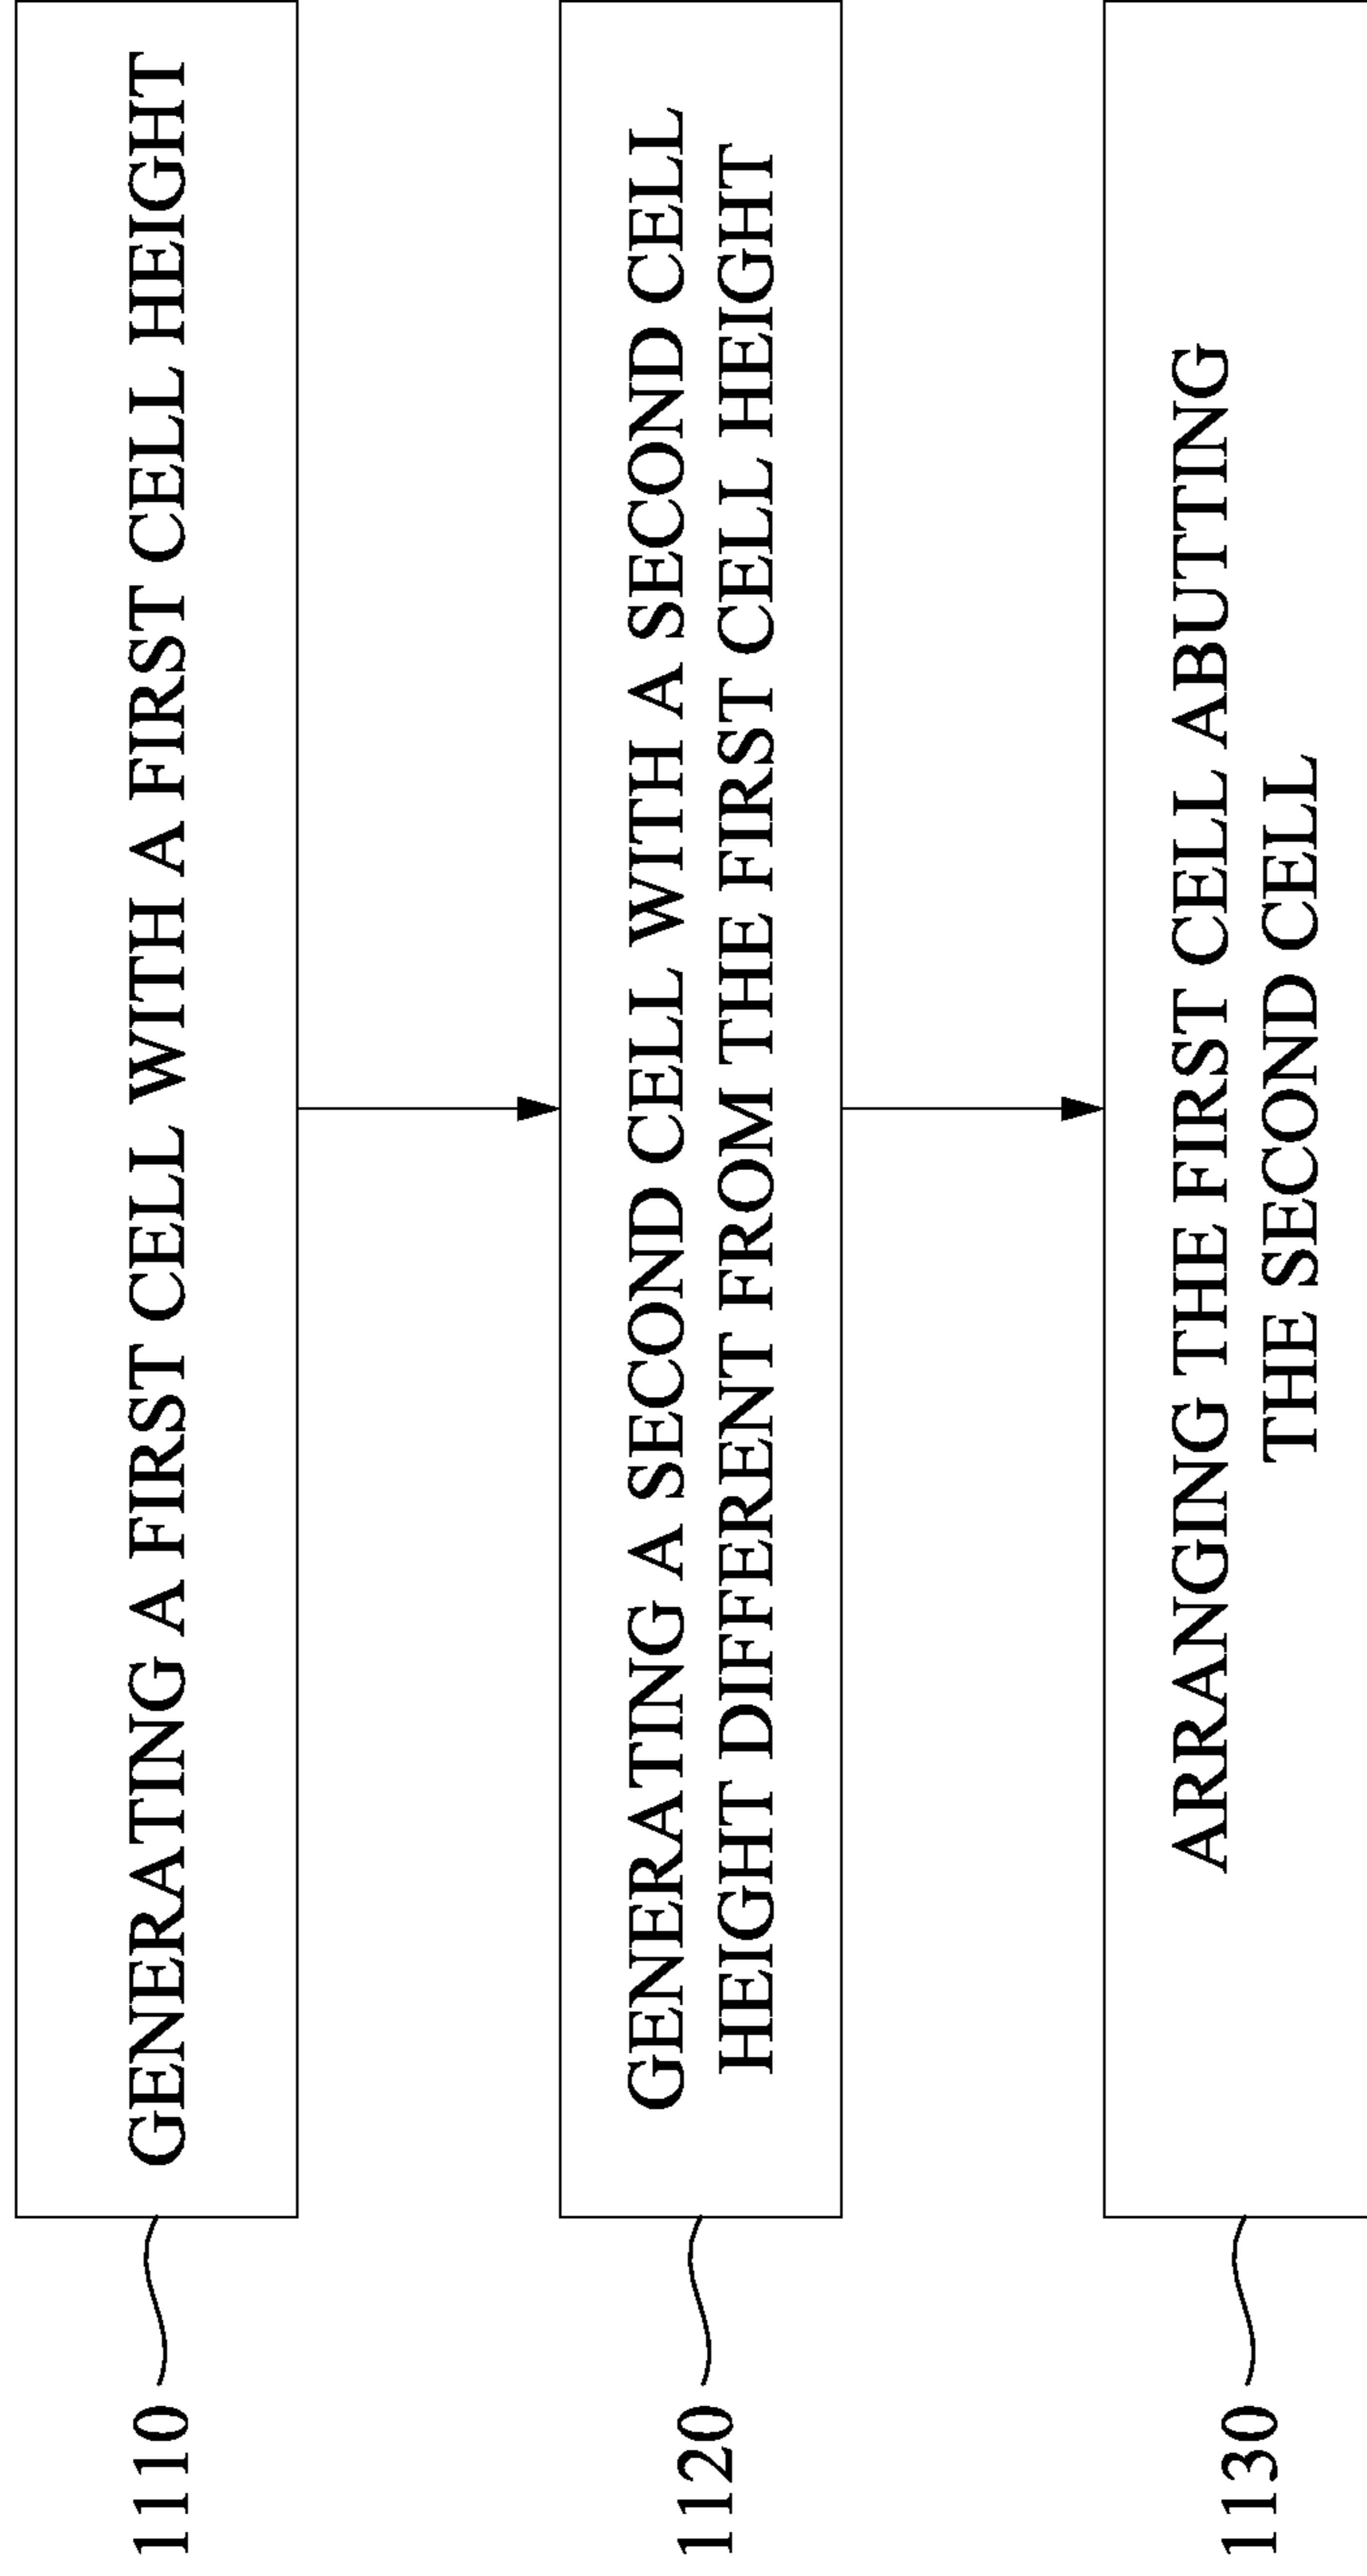 1110
GENERATING A FIRST CELL WITH A FIRST CELL HEIGHT
1120
GENERATING A SECOND CELL WITH A SECOND CELL
HEIGHT DIFFERENT FROM THE FIRST CELL HEIGHT
1130
ARRANGING THE FIRST CELL ABUTTING
THE SECOND CELL